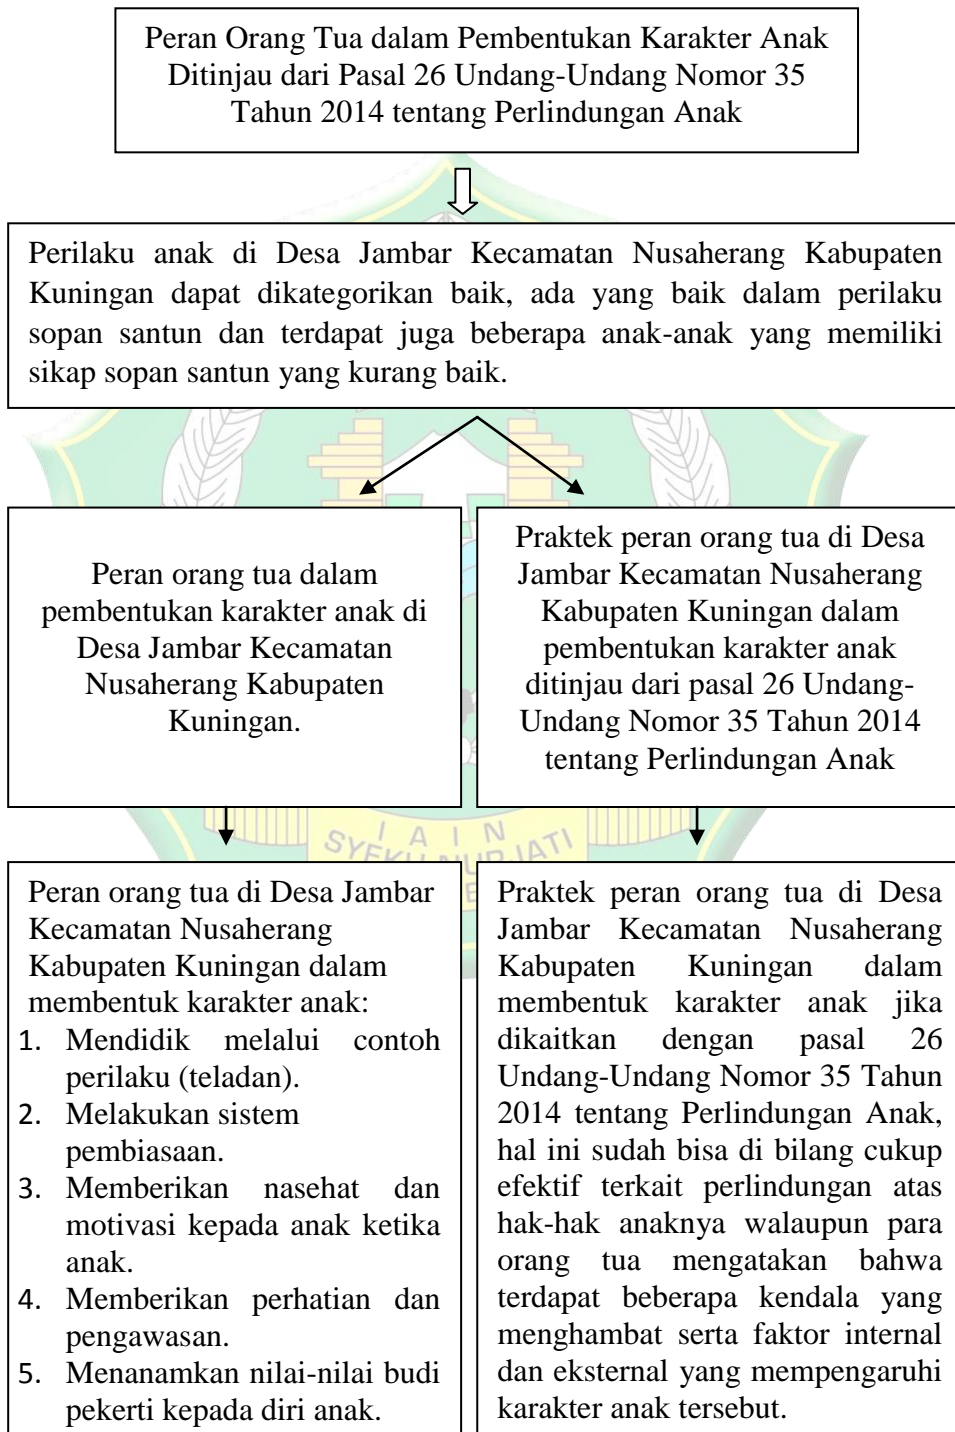 Peran Orang Tua dalam Pembentukan Karakter Anak
Ditinjau dari Pasal 26 Undang-Undang Nomor 35
Tahun 2014 tentang Perlindungan Anak
Perilaku anak di Desa Jambar Kecamatan Nusaherang Kabupaten
Kuningan dapat dikategorikan baik, ada yang baik dalam perilaku
sopan santun dan terdapat juga beberapa anak-anak yang memiliki
sikap sopan santun yang kurang baik.
Peran orang tua dalam
pembentukan karakter anak di
Desa Jambar Kecamatan
Nusaherang Kabupaten
Kuningan.
Praktek peran orang tua di Desa
Jambar Kecamatan Nusaherang
Kabupaten Kuningan dalam
pembentukan karakter anak
ditinjau dari pasal 26 Undang-
Undang Nomor 35 Tahun 2014
tentang Perlindungan Anak
IAIN
Peran orang tua di Desa Jambar
Kecamatan Nusaherang
Kabupaten Kuningan dalam
membentuk karakter anak:
1. Mendidik melalui contoh
perilaku (teladan).
2. Melakukan sistem
pembiasaan.
3. Memberikan nasehat dan
motivasi kepada anak ketika
anak.
4. Memberikan perhatian dan
pengawasan.
5. Menanamkan nilai-nilai budi
pekerti kepada diri anak.
Praktek peran orang tua di Desa
Jambar Kecamatan Nusaherang
Kabupaten Kuningan dalam
membentuk karakter anak jika
dikaitkan dengan pasal 26
Undang-Undang Nomor 35 Tahun
2014 tentang Perlindungan Anak,
hal ini sudah bisa di bilang cukup
efektif terkait perlindungan atas
hak-hak anaknya walaupun para
orang tua mengatakan bahwa
terdapat beberapa kendala yang
menghambat serta faktor internal
dan eksternal yang mempengaruhi
karakter anak tersebut.